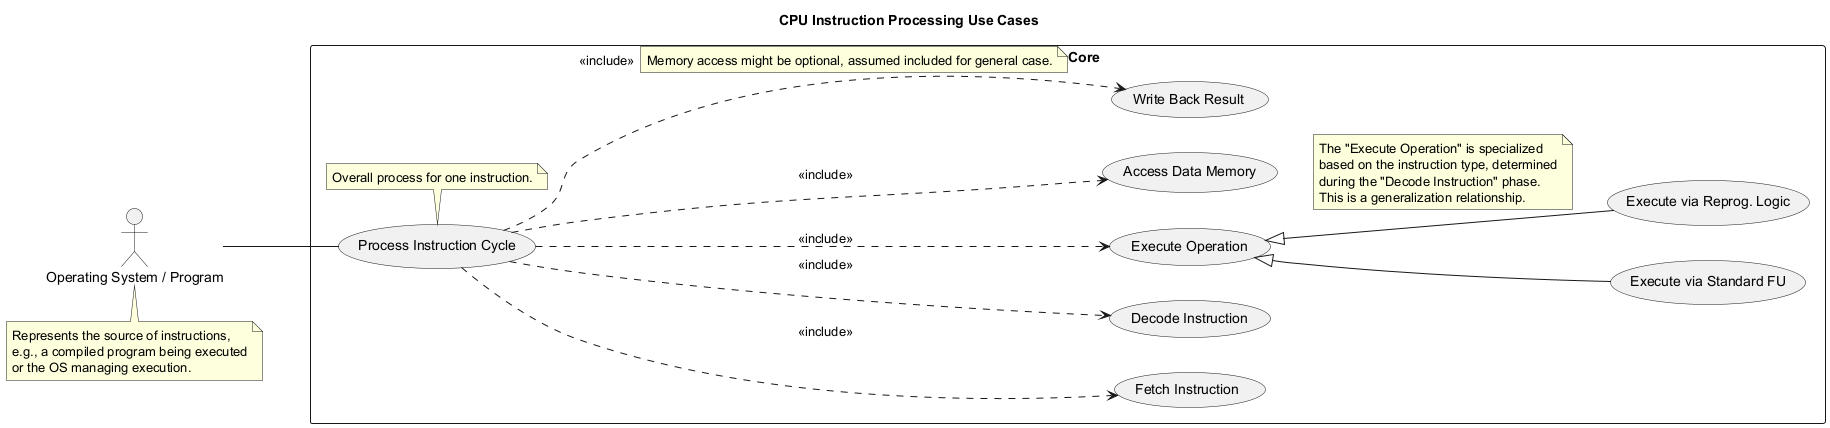 CPU Instruction Processing Use Cases
Core
«include»
Memory access might be optional, assumed included for general case.
Write Back Result
The "Execute Operation" is specialized
based on the instruction type, determined
during the "Decode Instruction" phase.
This is a generalization relationship.
Overall process for one instruction.
«include»
Access Data Memory
Execute via Reprog. Logic
Process Instruction Cycle
«include»
Execute Operation
Operating System / Program
«include»
Execute via Standard FU
Decode Instruction
«include»
Represents the source of instructions,
e.g., a compiled program being executed
or the OS managing execution.
Fetch Instruction